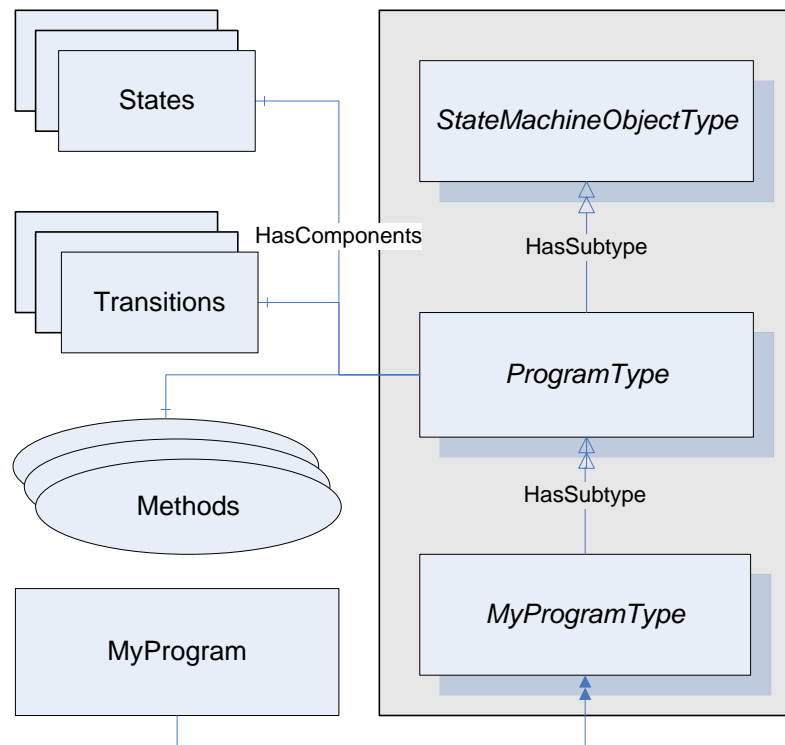 States
StateMachineObjectType
HasComponents
HasSubtype
Transitions
ProgramType
Methods
HasSubtype
MyProgram
MyProgramType